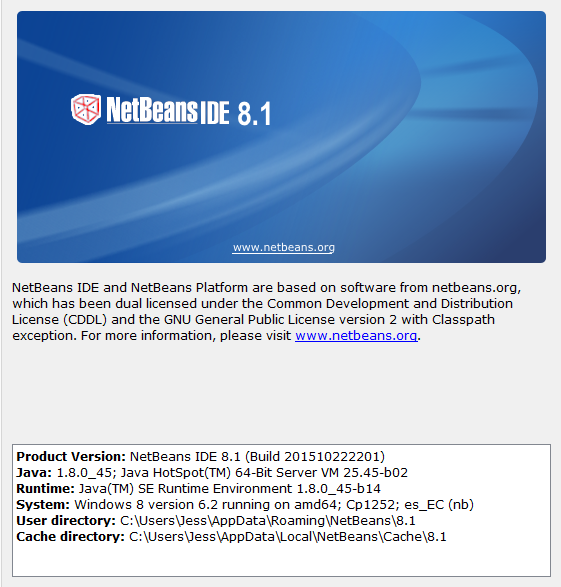 NetBeans IDE 8.1
www.netbeans.org
NetBeans IDE and NetBeans Platform are based on software from netbeans.org,
which has been dual licensed under the Common Development and Distribution
License (CDDL) and the GNU General Public License version 2 with Classpath
exception. For more information, please visit www.netbeans.org.
Product Version: NetBeans IDE 8.1 (Build 201510222201)
Java: 1.8.0_45; Java HotSpot(TM) 64-Bit Server VM 25.45-b02
Runtime: Java(TM) SE Runtime Environment 1.8.0_45-b14
System: Windows 8 version 6.2 running on amd64; Cp1252; es_EC (nb)
User directory: C:\Users\Jess\AppData\Roaming\NetBeans\8.1
Cache directory: C:\Users\Jess\AppData\Local\NetBeans\Cache\8.1